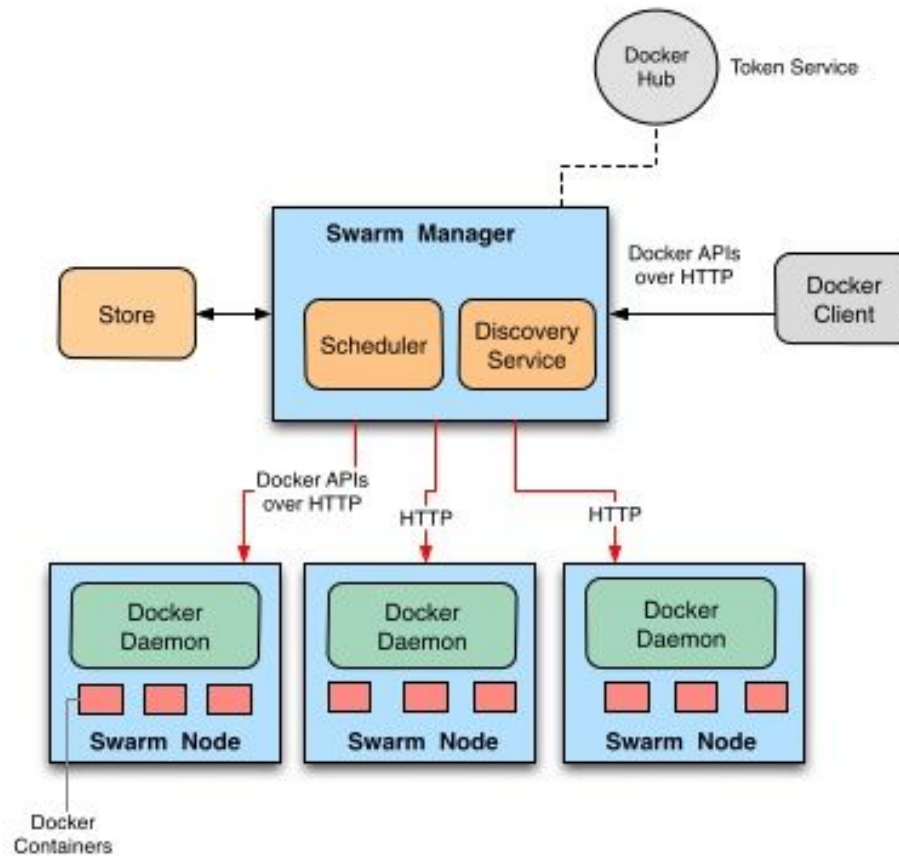 Docker
Hub
Token Service
Swarm Manager
Docker APIs
over HTTP
Store
Scheduler
Discovery
Service
Docker
Client
Docker APIs
over HTTP
HTTP
HTTP
Docker
Daemon
Docker
Daemon
Docker
Daemon
Swarm Node
Swarm Node
Swarm Node
Docker
Containers